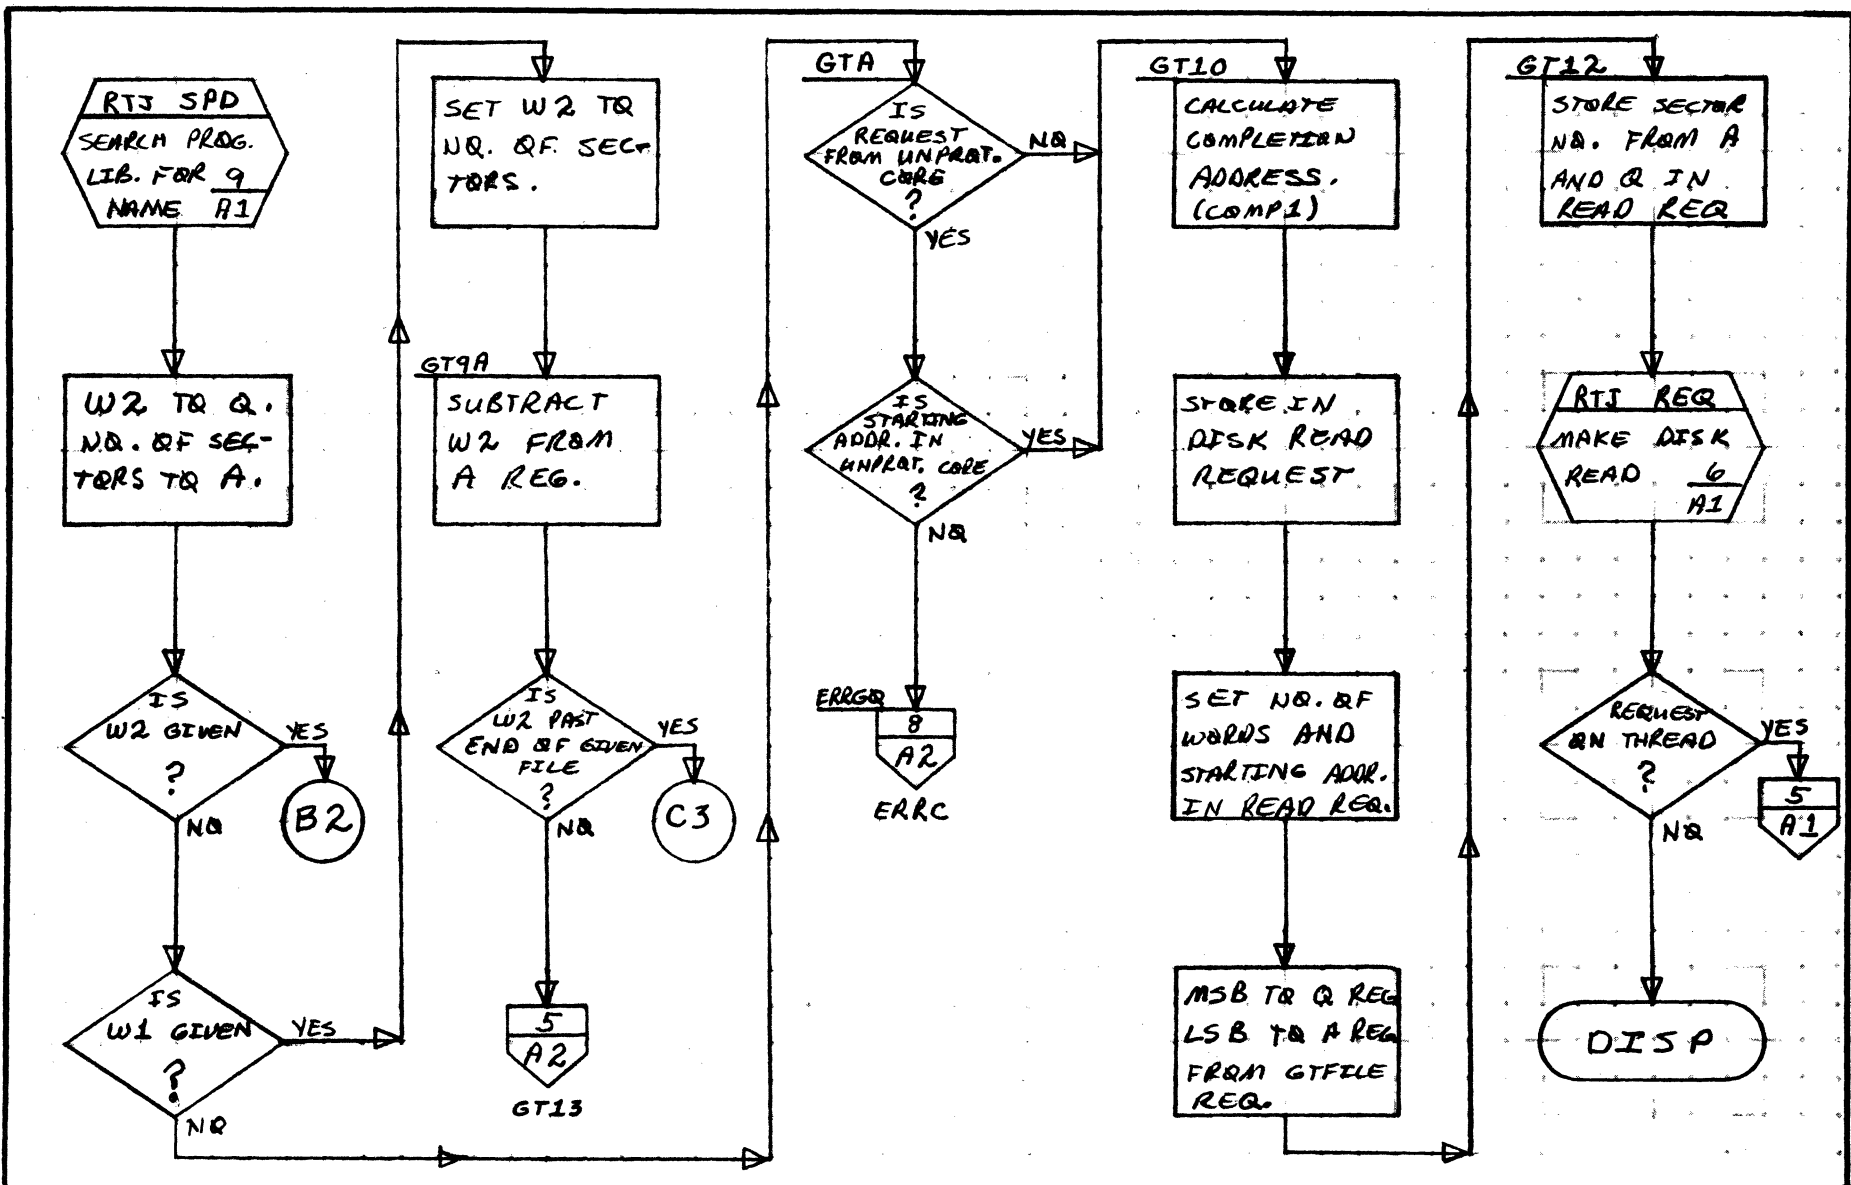 RTJ SPD
SEARCH PROG.
LIB. FOR 9
NAME A1
W2 TO Q.
NO. OF SEC-
TORS TO A.
IS
W2 GIVEN
?
YES
B2
NO
IS
W1 GIVEN
?
YES
NO
SET W2 TO
NO. OF SEC-
TORS.
GT9A
SUBTRACT
W2 FROM
A REG.
IS
W2 PAST
END OF GIVEN
FILE
?
YES
C3
NO
5
A2
GT13
GTA
IS
REQUEST
FROM UNPROT.
CORE
?
NO
YES
IS
STARTING
ADDR. IN
UNPROT. CORE
?
YES
NO
ERRGO
8
A2
ERRC
GT10
CALCULATE
COMPLETION
ADDRESS.
(COMP1)
STORE IN
DISK READ
REQUEST
SET NO. OF
WORDS AND
STARTING ADDR.
IN READ REQ.
MSB TO Q REG
LSB TO A REG
FROM GTFILE
REQ.
GT12
STORE SECTOR
NO. FROM A
AND Q IN
READ REQ
RTJ REQ
MAKE DISK
READ 6
A1
REQUEST
ON THREAD
?
YES
5
A1
NO
DISP